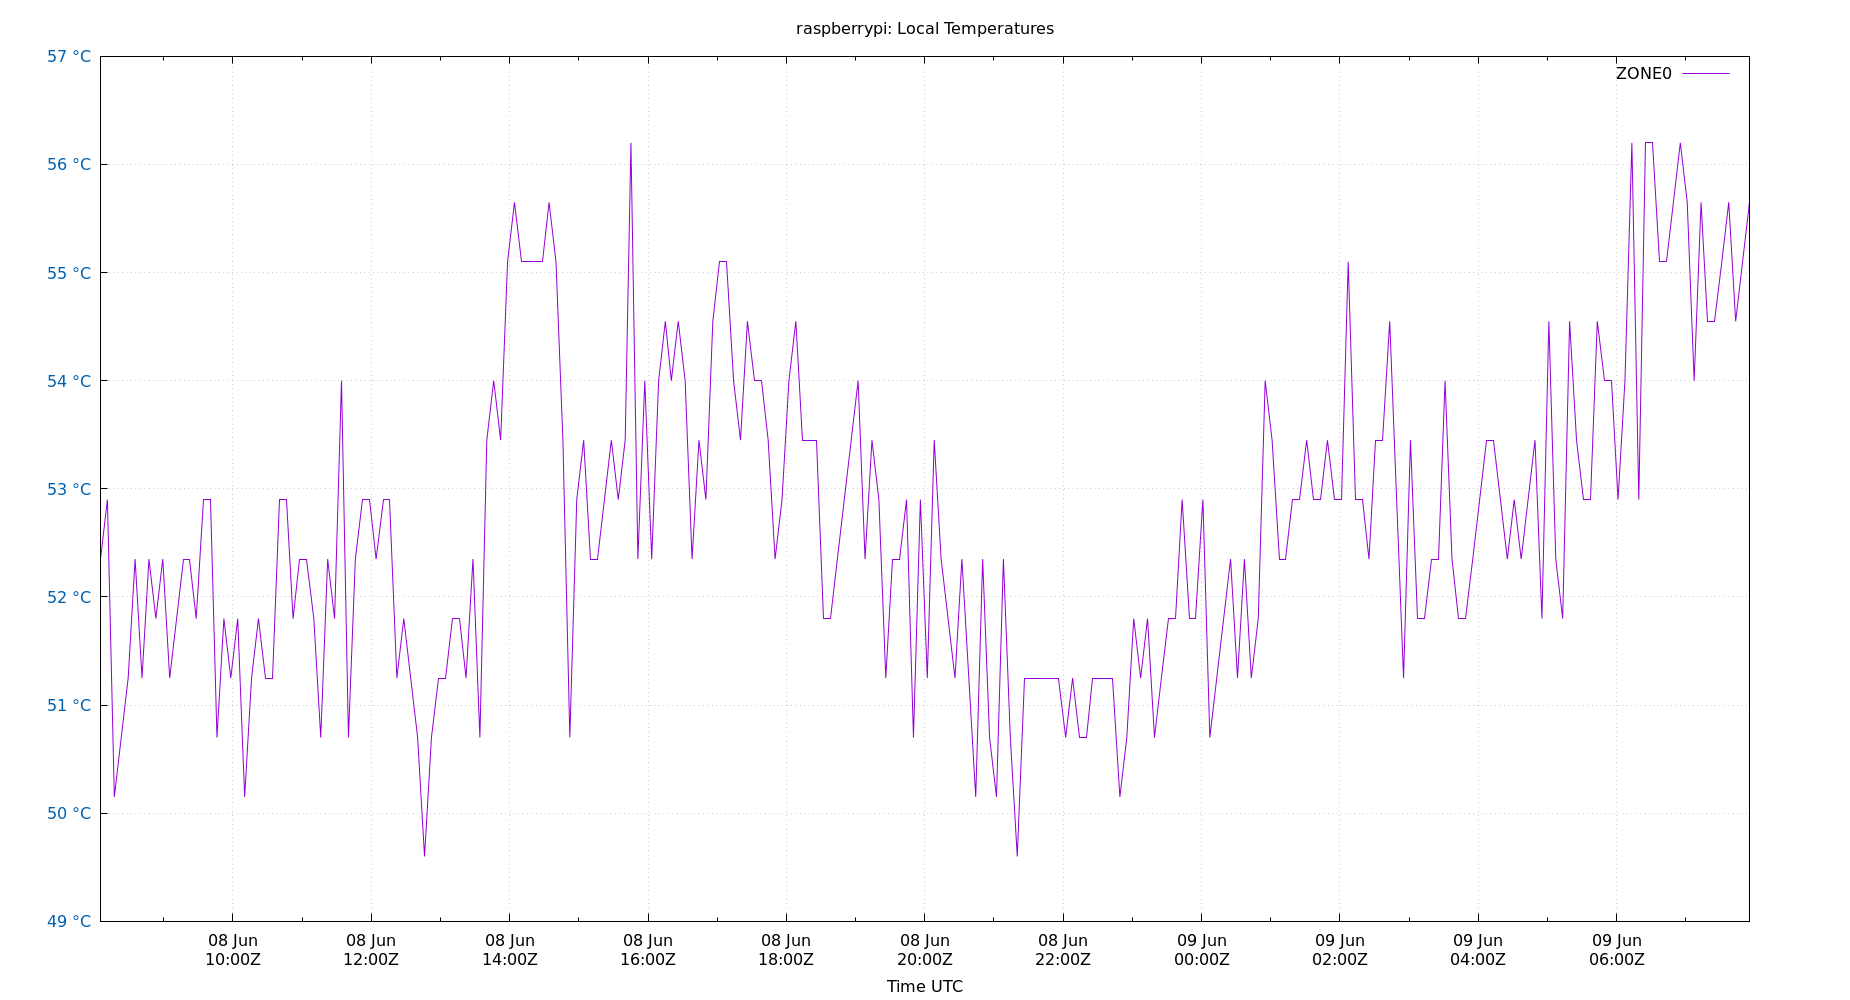 raspberrypi: Local Temperatures
57 °C
ZONE0
56 °C
55 °C
54 °C
53 °C
52 °C
51 °C
50 °C
49 °C
08 Jun 08 Jun 08 Jun 08 Jun 08 Jun 08 Jun 08 Jun 09 Jun 09 Jun 09 Jun 09 Jun
10:00Z 12:00Z 14:00Z 16:00Z 18:00Z 20:00Z 22:00Z 00:00Z 02:00Z 04:00Z 06:00Z
Time UTC